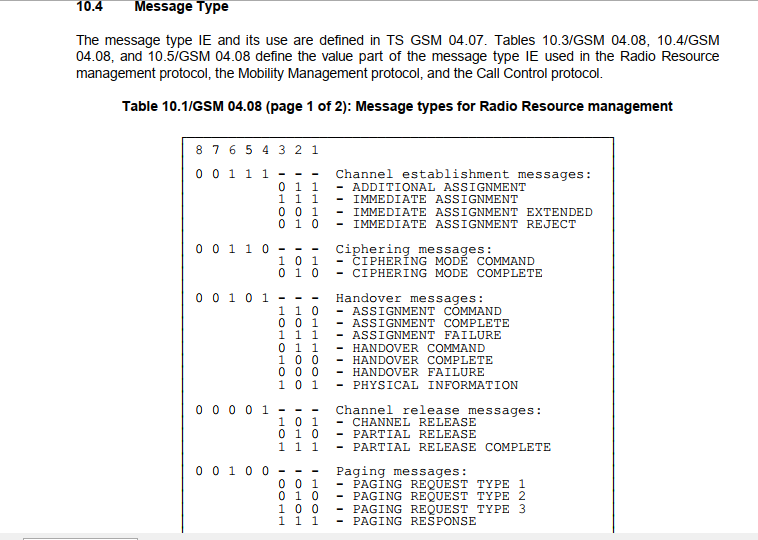 10.4 Message Type
The message type IE and its use are defined in TS GSM 04.07. Tables 10.3/GSM 04.08, 10.4/GSM
04.08, and 10.5/GSM 04.08 define the value part of the message type IE used in the Radio Resource
management protocol, the Mobility Management protocol, and the Call Control protocol.
Table 10.1/GSM 04.08 (page 1 of 2): Message types for Radio Resource management
8 7 6 5 4 3 2 1
0 0 1 1 1 - - - Channel establishment messages:
0 1 1 - ADDITIONAL ASSIGNMENT
1 1 1 - IMMEDIATE ASSIGNMENT
0 0 1 - IMMEDIATE ASSIGNMENT EXTENDED
0 1 0 - IMMEDIATE ASSIGNMENT REJECT
0 0 1 1 0 - - - Ciphering messages:
1 0 1 - CIPHERING MODE COMMAND
0 1 0 - CIPHERING MODE COMPLETE
0 0 1 0 1 - - - Handover messages:
1 1 0 - ASSIGNMENT COMMAND
0 0 1 - ASSIGNMENT COMPLETE
1 1 1 - ASSIGNMENT FAILURE
0 1 1 - HANDOVER COMMAND
1 0 0 - HANDOVER COMPLETE
0 0 0 - HANDOVER FAILURE
1 0 1 - PHYSICAL INFORMATION
0 0 0 0 1 - - - Channel release messages:
1 0 1 - CHANNEL RELEASE
0 1 0 - PARTIAL RELEASE
1 1 1 - PARTIAL RELEASE COMPLETE
0 0 1 0 0 - - - Paging messages:
0 0 1 - PAGING REQUEST TYPE 1
0 1 0 - PAGING REQUEST TYPE 2
1 0 0 - PAGING REQUEST TYPE 3
1 1 1 - PAGING RESPONSE